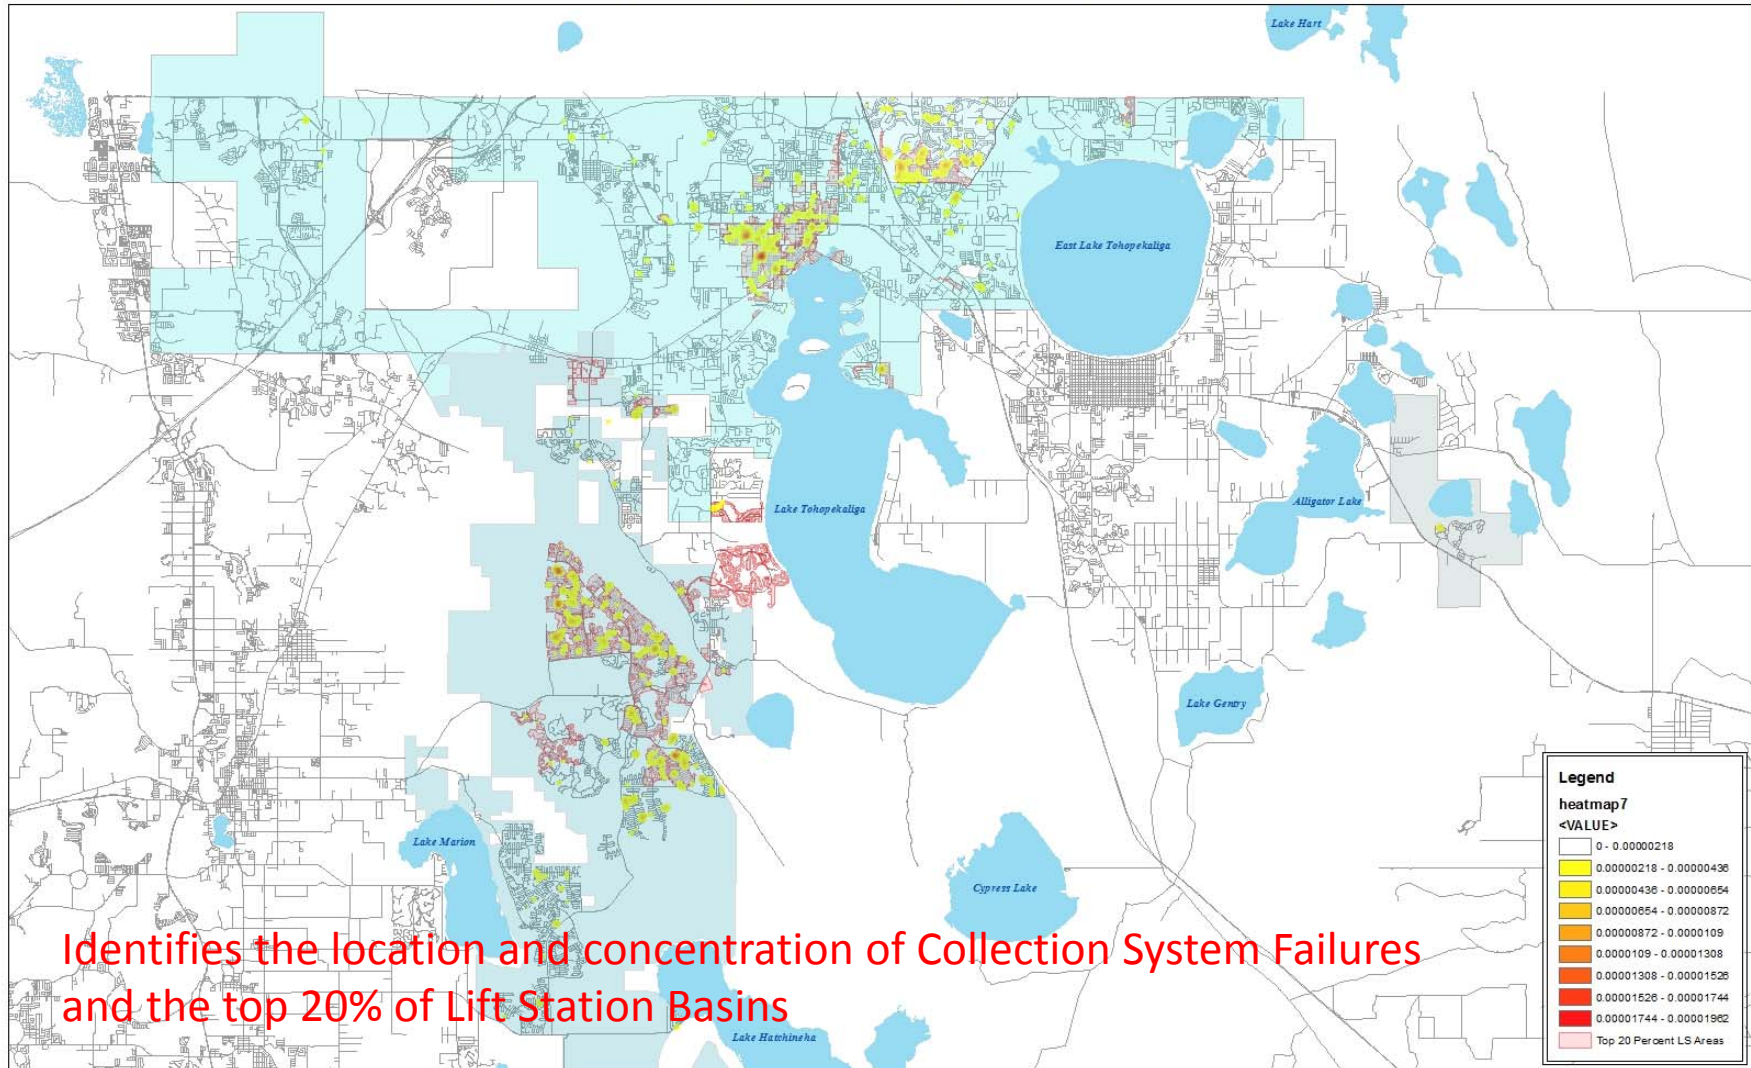 Lake Hart
East Lake Tohopekaliga
Lake Tohopekaliga
Alligator Lake
Lake Gentry
Lake Marion
Cypress Lake
Lake Hatchineha
Identifies the location and concentration of Collection System Failures
and the top 20% of Lift Station Basins
Legend
heatmap7
<VALUE>
0 - 0.00000218
0.00000218 - 0.00000436
0.00000436 - 0.00000654
0.00000654 - 0.00000872
0.00000872 - 0.0000109
0.0000109 - 0.00001308
0.00001308 - 0.00001526
0.00001526 - 0.00001744
0.00001744 - 0.00001962
Top 20 Percent LS Areas